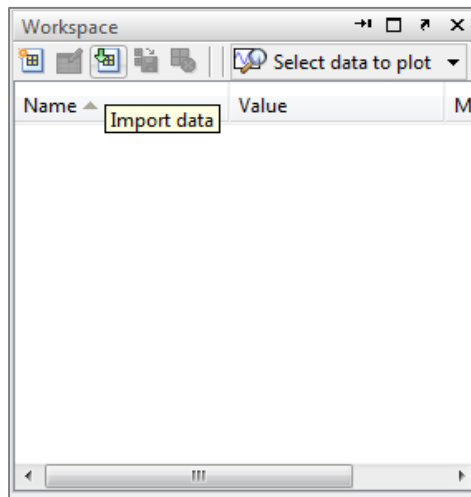 Workspace
Select data to plot
Name Value M
Import data